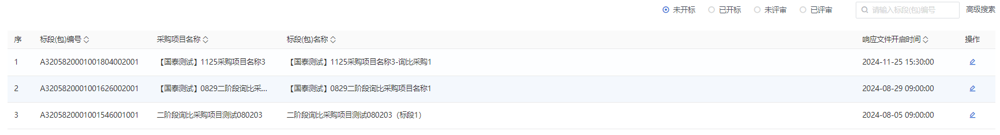 未开标 已开标 未评审 已评审 请输入标段(包)编号 高级搜索
序 标段(包)编号 采购项目名称 标段(包)名称 响应文件开启时间 操作
1 A3205820001001804002001 【国泰测试】1125采购项目名称3 【国泰测试】1125采购项目名称3-询比采购1 2024-11-25 15:30:00
2 A3205820001001626002001 【国泰测试】0829二阶段询比采... 【国泰测试】0829二阶段询比采购项目名称1 2024-08-29 09:00:00
3 A3205820001001546001001 二阶段询比采购项目测试080203 二阶段询比采购项目测试080203（标段1） 2024-08-05 09:00:00